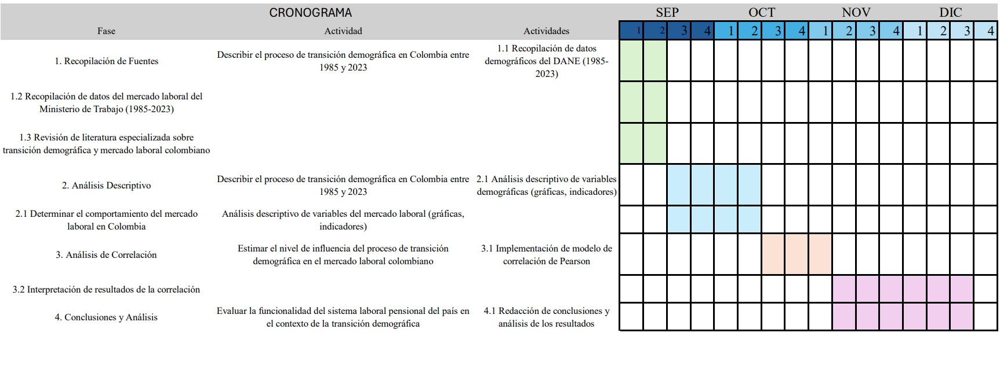 CRONOGRAMA SEP OCT NOV DIC
Fase Actividad Actividades 1 2 3 4 1 2 3 4 1 2 3 4 1 2 3 4
1. Recopilación de Fuentes
Describir el proceso de transición demográfica en Colombia entre
1985 y 2023
1.1 Recopilación de datos
demográficos del DANE (1985-
2023)
1.2 Recopilación de datos del mercado laboral del
Ministerio de Trabajo (1985-2023)
1.3 Revisión de literatura especializada sobre
transición demográfica y mercado laboral colombiano
2. Análisis Descriptivo
Describir el proceso de transición demográfica en Colombia entre
1985 y 2023
2.1 Análisis descriptivo de variables
demográficas (gráficas, indicadores)
2.1 Determinar el comportamiento del mercado
laboral en Colombia
Análisis descriptivo de variables del mercado laboral (gráficas,
indicadores)
3. Análisis de Correlación
Estimar el nivel de influencia del proceso de transición
demográfica en el mercado laboral colombiano
3.1 Implementación de modelo de
correlación de Pearson
3.2 Interpretación de resultados de la correlación
4. Conclusiones y Análisis
Evaluar la funcionalidad del sistema laboral pensional del país en
el contexto de la transición demográfica
4.1 Redacción de conclusiones y
análisis de los resultados